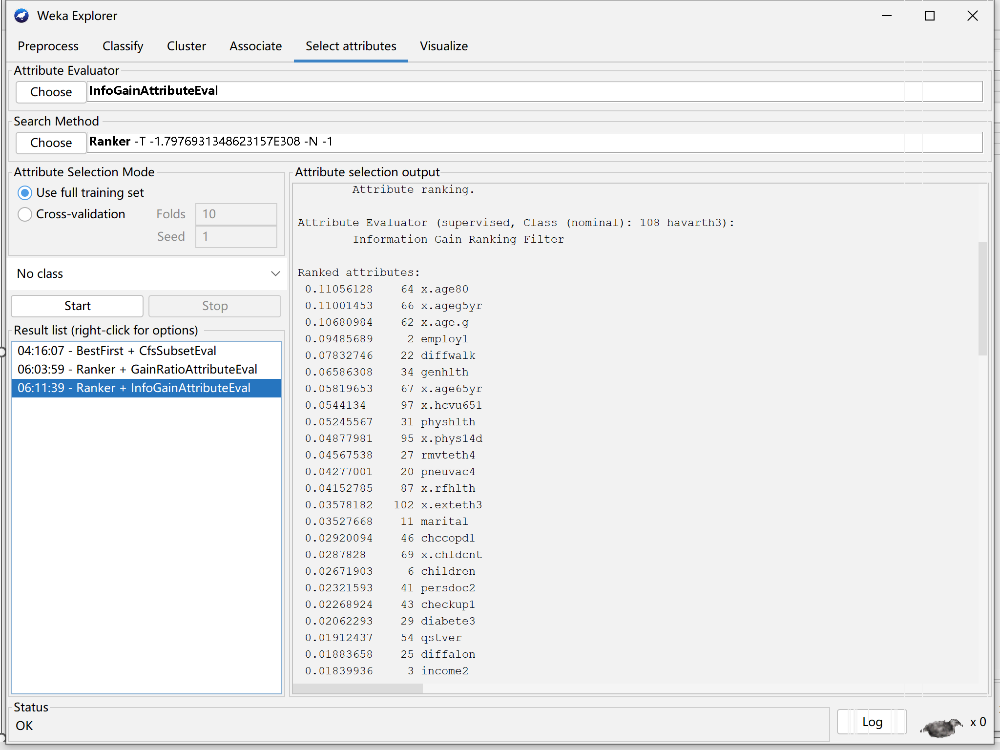 Weka Explorer
Preprocess Classify Cluster Associate Select attributes Visualize
Attribute Evaluator
Choose InfoGainAttributeEval
Search Method
Choose Ranker -T -1.7976931348623157E308 -N -1
Attribute Selection Mode
Use full training set
Cross-validation Folds 10
Seed 1
No class
Start Stop
Result list (right-click for options)
04:16:07 - BestFirst + CfsSubsetEval
06:03:59 - Ranker + GainRatioAttributeEval
06:11:39 - Ranker + InfoGainAttributeEval
Attribute selection output
Attribute ranking.
Attribute Evaluator (supervised, Class (nominal): 108 havarth3):
Information Gain Ranking Filter
Ranked attributes:
0.11056128 64 x.age80
0.11001453 66 x.ageg5yr
0.10680984 62 x.age.g
0.09485689 2 employ1
0.07832746 22 diffwalk
0.06586308 34 genhlth
0.05819653 67 x.age65yr
0.0544134 97 x.hcvu651
0.05245567 31 physhlth
0.04877981 95 x.phys14d
0.04567538 27 rmvteth4
0.04277001 20 pneuvac4
0.04152785 87 x.rfhlth
0.03578182 102 x.exteth3
0.03527668 11 marital
0.02920094 46 chccopd1
0.0287828 69 x.chldcnt
0.02671903 6 children
0.02321593 41 persdoc2
0.02268924 43 checkup1
0.02062293 29 diabete3
0.01912437 54 qstver
0.01883658 25 diffalon
0.01839936 3 income2
Status
OK
Log
x 0